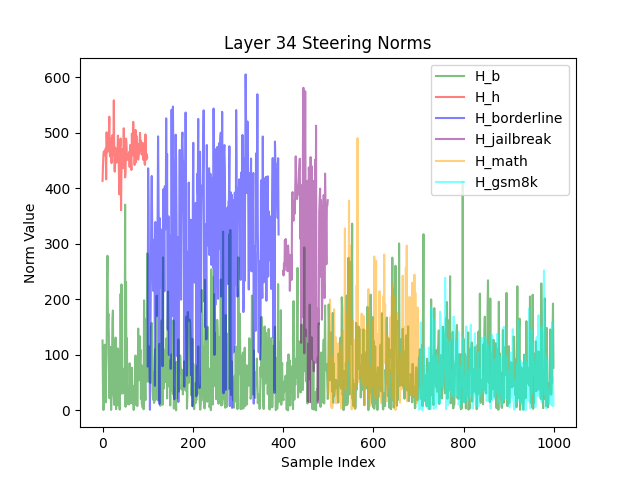 Layer 34 Steering Norms
600
500
400
300
200
100
0
Norm Value
H_b
H_h
H_borderline
H_jailbreak
H_math
H_gsm8k
0
200
400
600
800
1000
Sample Index